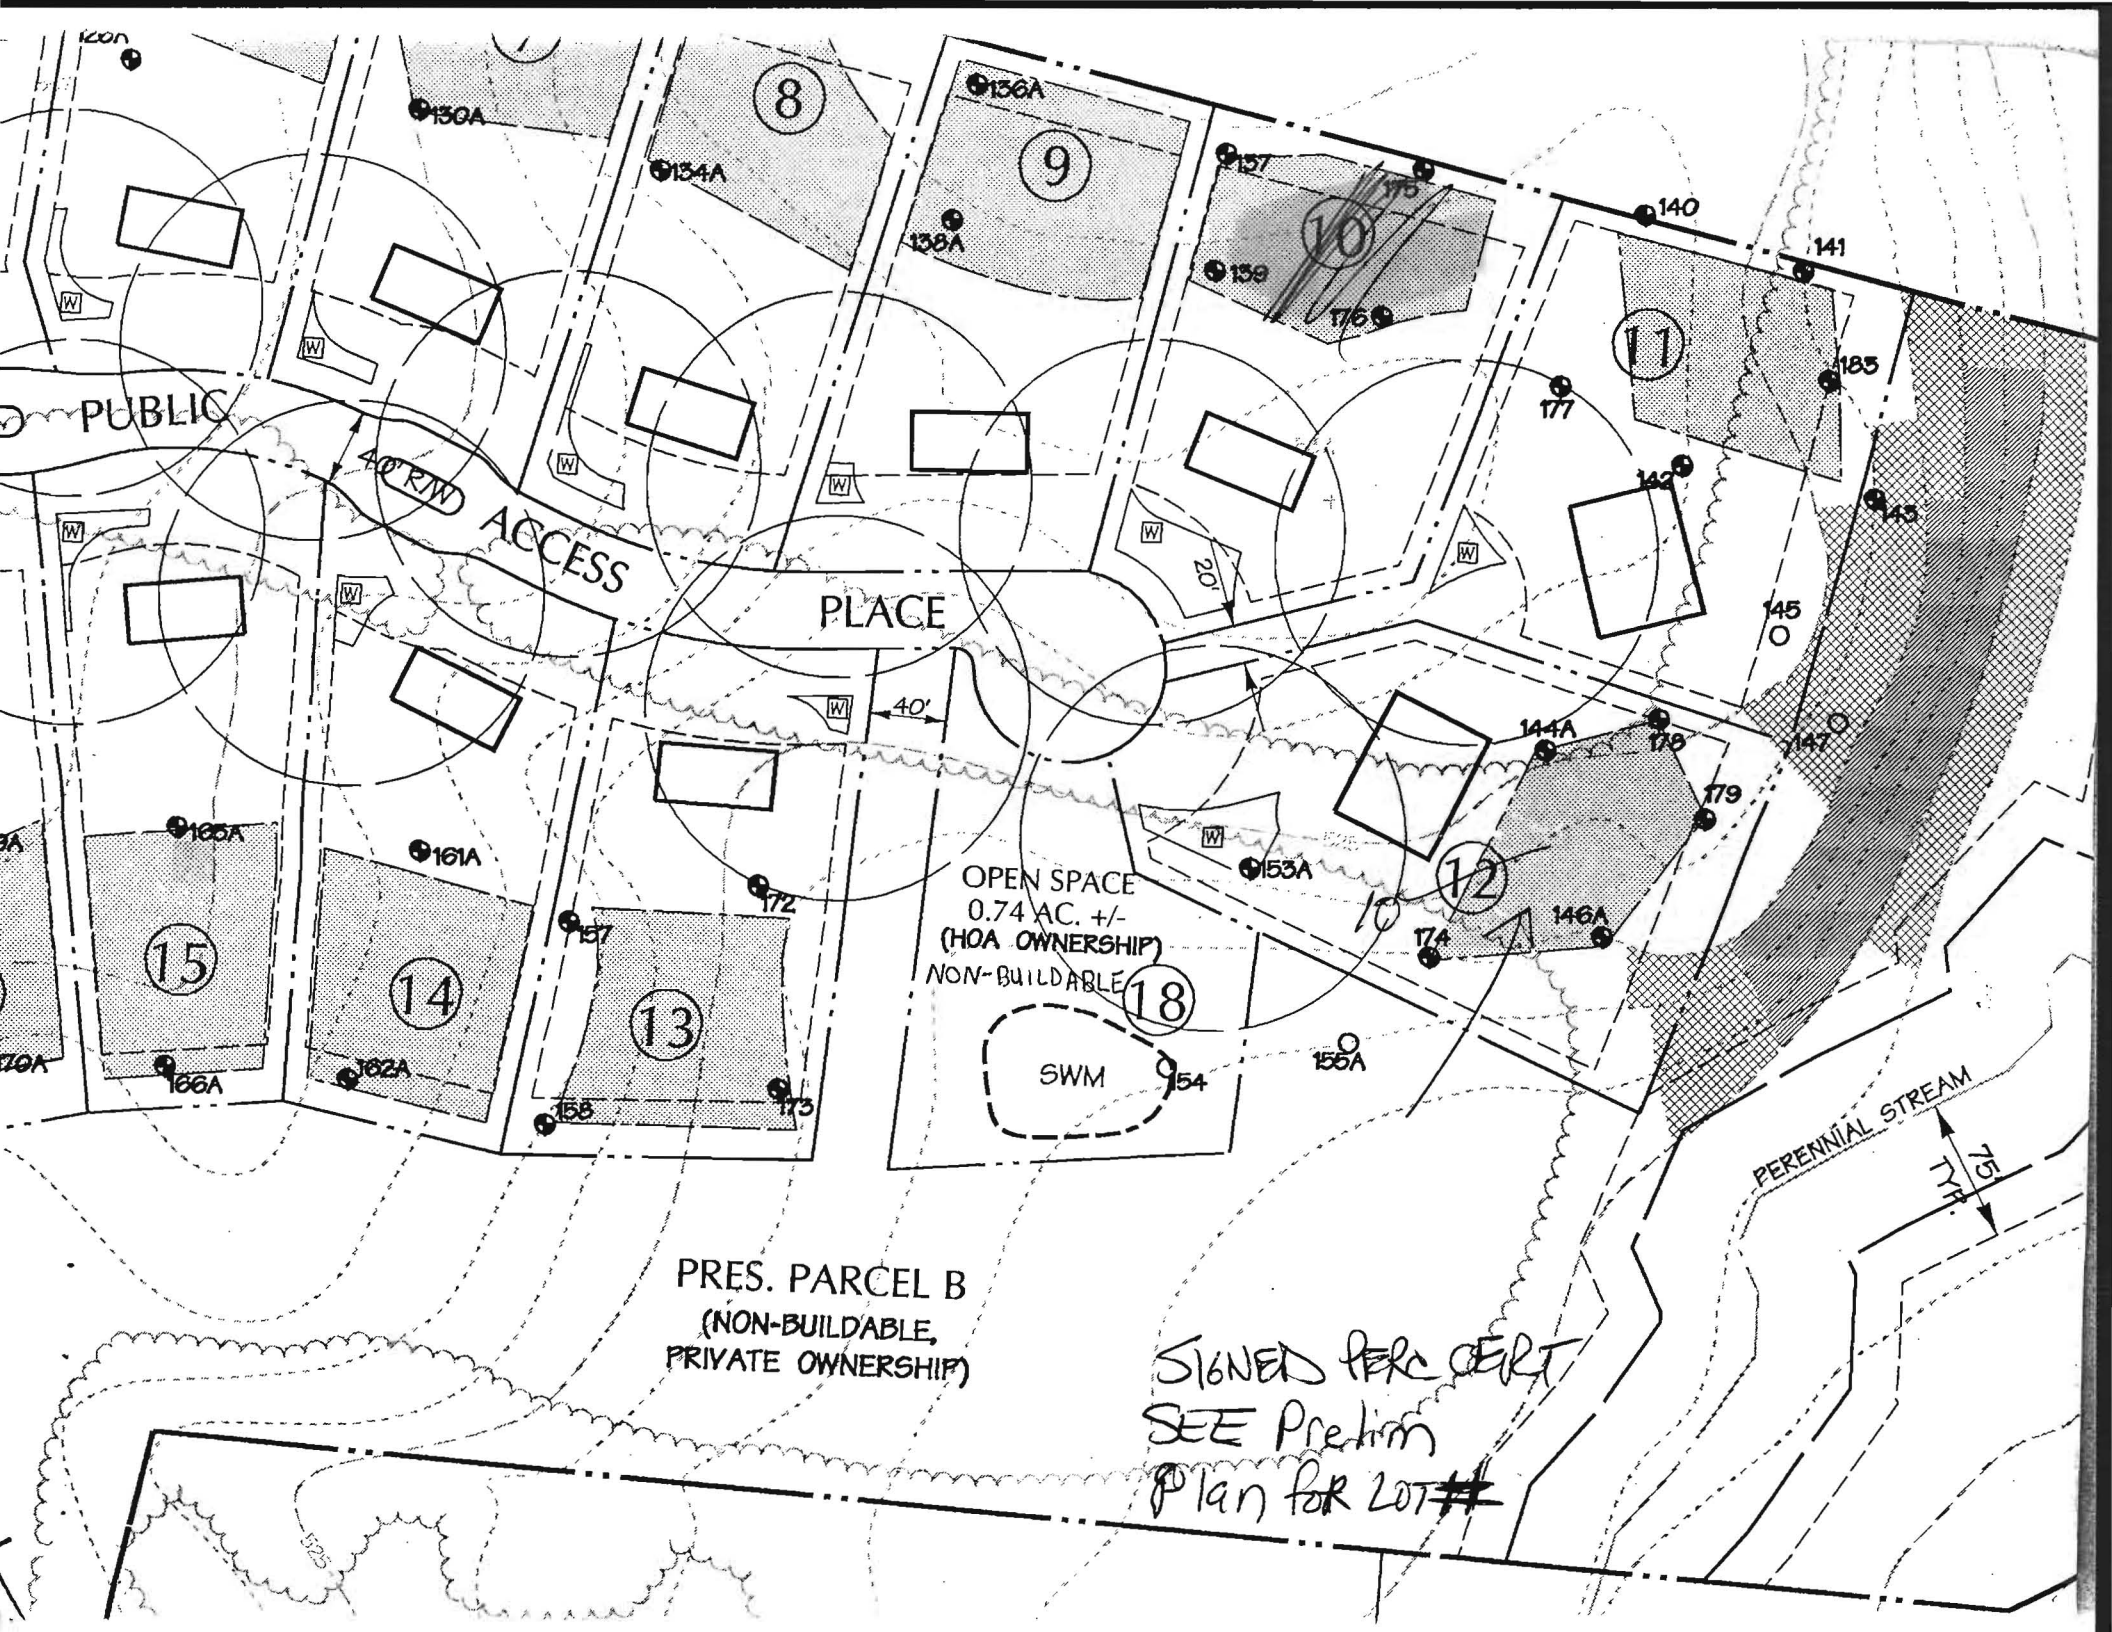 130A
8
136A
9
134A
138A
137
175
10
139
176
140
141
11
183
177
142
143
W
W
W
W
W
W
PUBLIC
40' R/W
ACCESS
PLACE
20'
W
W
W
40'
W
145
147
144A
178
179
12
10
153A
174
146A
155A
165A
15
166A
161A
14
162A
157
158
172
13
173
OPEN SPACE
0.74 AC. +/-
(HOA OWNERSHIP)
NON-BUILDABLE
18
SWM
154
PERENNIAL STREAM
75'
TYP.
PRES. PARCEL B
(NON-BUILDABLE,
PRIVATE OWNERSHIP)
SIGNED PERC CERT
SEE Prelim
Plan for LOT #